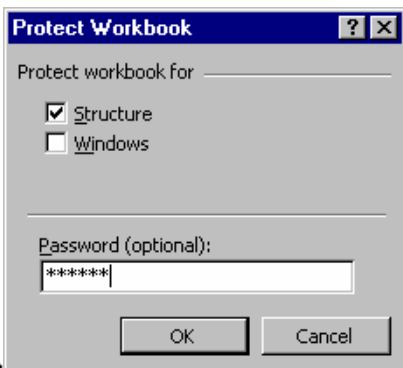 Protect Workbook
Protect workbook for
Structure
Windows
Password (optional):
******
OK Cancel